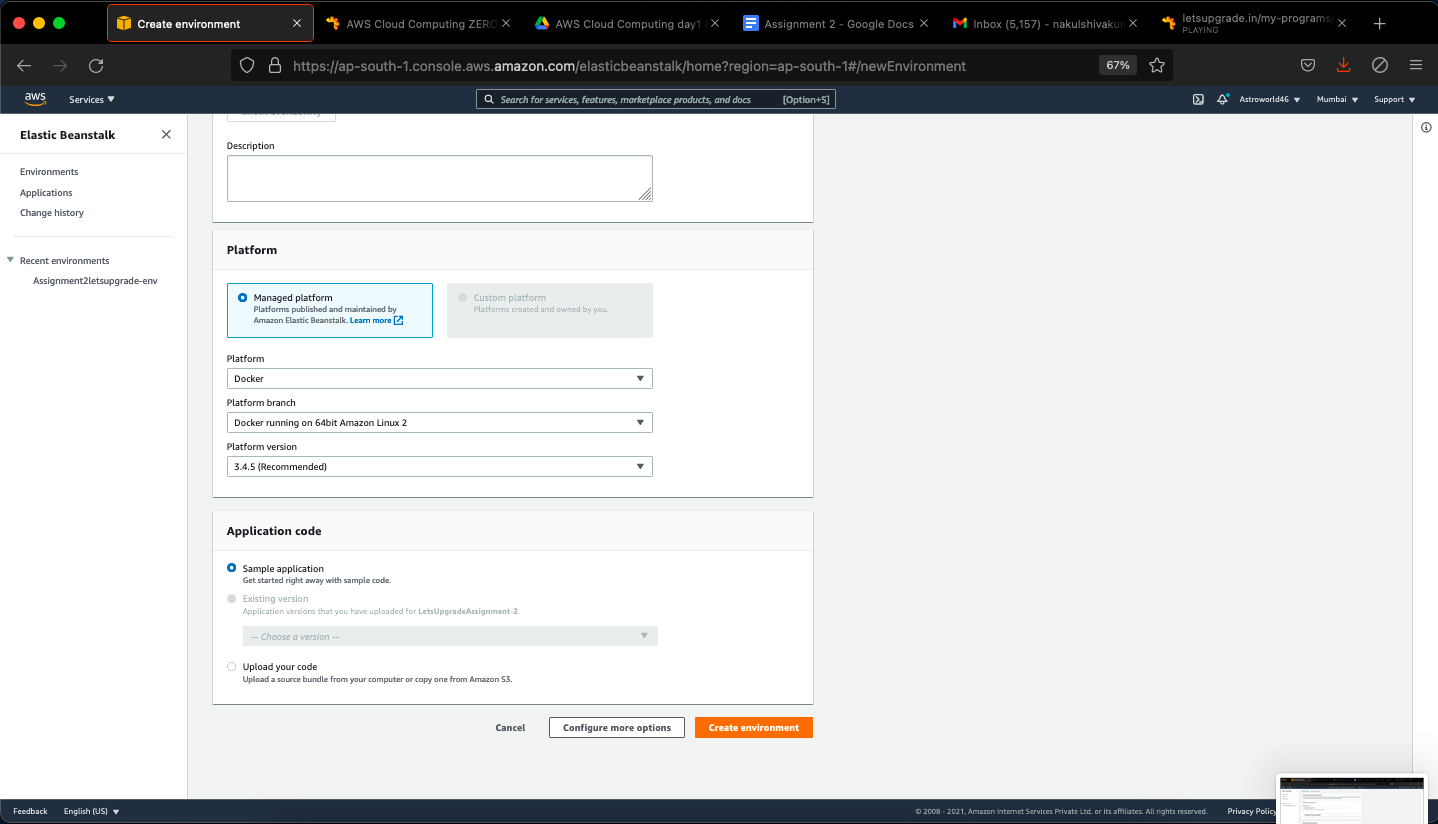 Create environment
AWS Cloud Computing ZERO
AWS Cloud Computing day1
Assignment 2 - Google Docs
Inbox (5,157) - nakulshivakum
letsupgrade.in/my-programs/
PLAYING
https://ap-south-1.console.aws.amazon.com/elasticbeanstalk/home?region=ap-south-1#/newEnvironment
67%
aws
Services
Search for services, features, marketplace products, and docs
[Option+S]
Astroworld46
Mumbai
Support
Elastic Beanstalk
Environments
Applications
Change history
Recent environments
Assignment2letsupgrade-env
Description
Platform
Managed platform
Platforms published and maintained by
Amazon Elastic Beanstalk. Learn more
Custom platform
Platforms created and owned by you.
Platform
Docker
Platform branch
Docker running on 64bit Amazon Linux 2
Platform version
3.4.5 (Recommended)
Application code
Sample application
Get started right away with sample code.
Existing version
Application versions that you have uploaded for LetsUpgradeAssignment-2.
-- Choose a version --
Upload your code
Upload a source bundle from your computer or copy one from Amazon S3.
Cancel
Configure more options
Create environment
Feedback
English (US)
© 2008 - 2021, Amazon Internet Services Private Ltd. or its affiliates. All rights reserved.
Privacy Policy